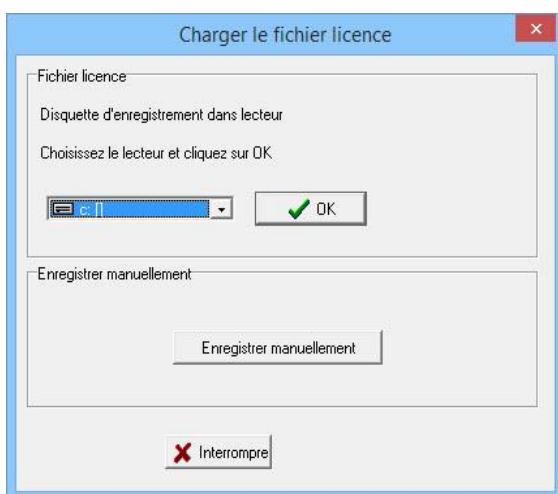 Charger le fichier licence
Fichier licence
Disquette d'enregistrement dans lecteur
Choisissez le lecteur et cliquez sur OK
c: []
OK
Enregistrer manuellement
Enregistrer manuellement
Interrompre